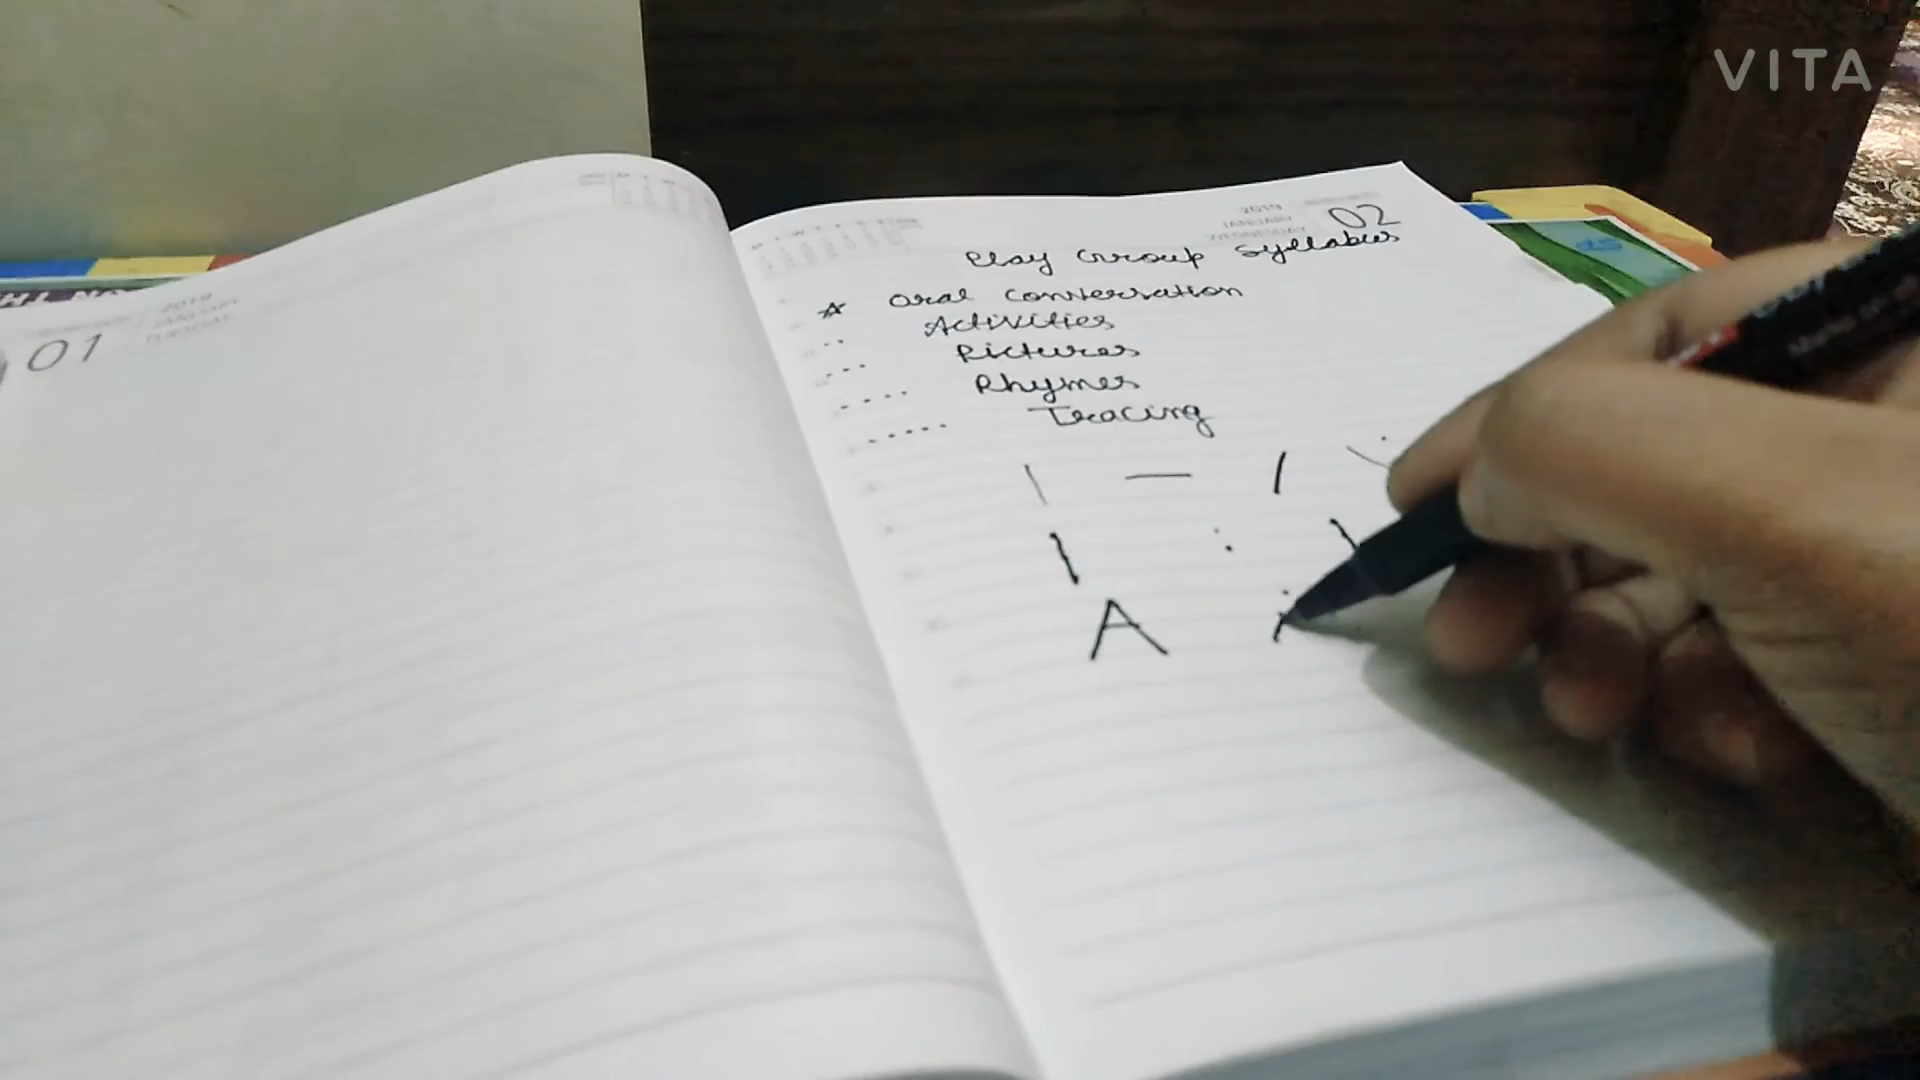 VITA
01
2019
JANUARY
TUESDAY
2019
JANUARY
WEDNESDAY
02
Play Group Syllabus
Oral Conversation
Activities
Pictures
Rhymes
Tracing
A